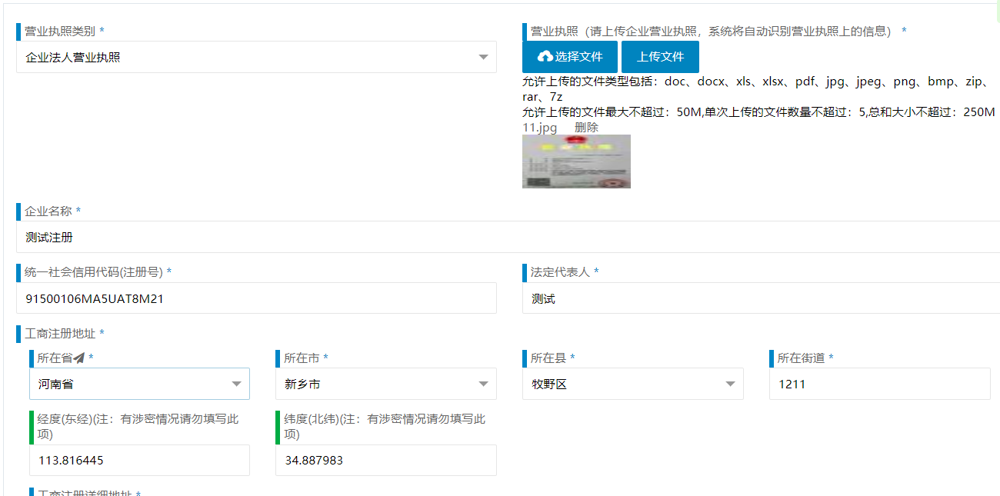 营业执照类别 *
营业执照（请上传企业营业执照，系统将自动识别营业执照上的信息） *
企业法人营业执照
选择文件
上传文件
允许上传的文件类型包括：doc、docx、xls、xlsx、pdf、jpg、jpeg、png、bmp、zip、
rar、7z
允许上传的文件最大不超过：50M,单次上传的文件数量不超过：5,总和大小不超过：250M
11.jpg 删除
企业名称 *
测试注册
统一社会信用代码(注册号) *
法定代表人 *
91500106MA5UAT8M21
测试
工商注册地址 *
所在省 *
所在市 *
所在县 *
所在街道 *
河南省
新乡市
牧野区
1211
经度(东经)(注：有涉密情况请勿填写此
项)
纬度(北纬)(注：有涉密情况请勿填写此
项)
113.816445
34.887983
工商注册详细地址 *